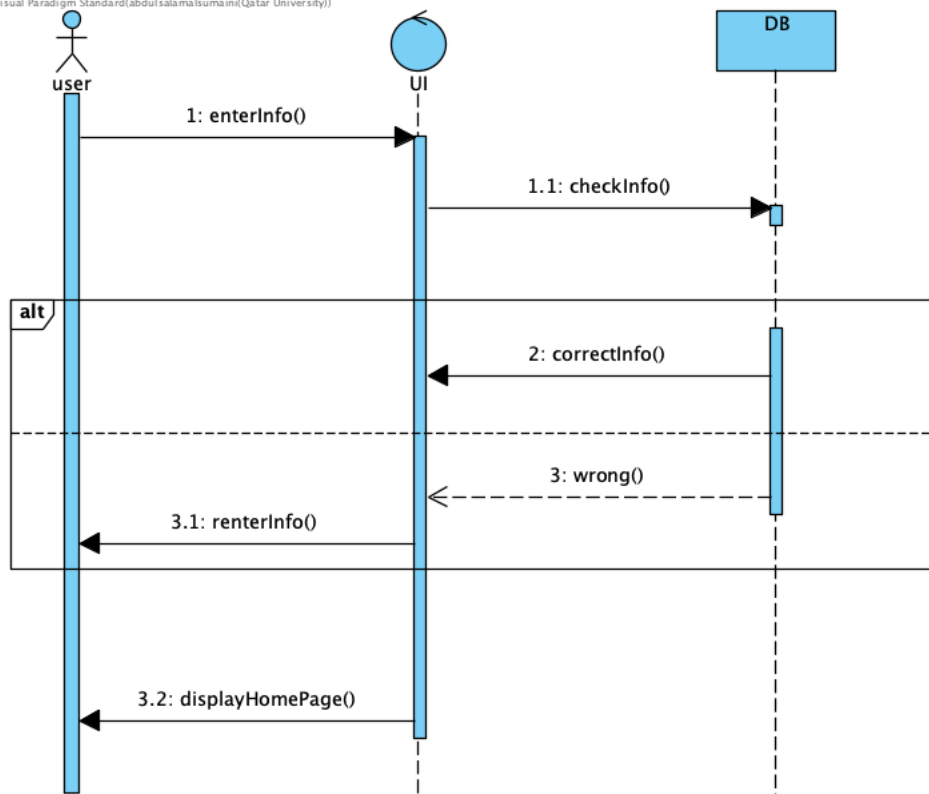 isual Paradigm Standard(abdulsalamalsumaini(Qatar University))
user
UI
DB
1: enterInfo()
1.1: checkInfo()
alt
2: correctInfo()
3: wrong()
3.1: renterInfo()
3.2: displayHomePage()